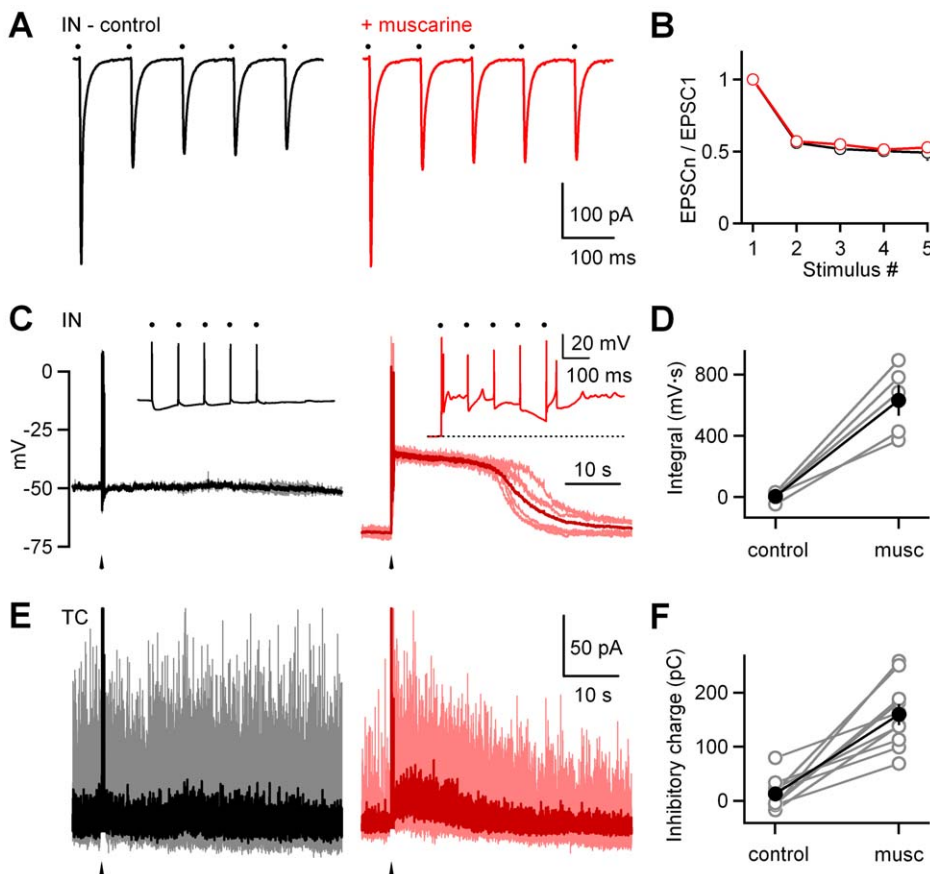 A
IN - control
+ muscarine
100 pA
100 ms
B
EPSCn / EPSC1
1
0.5
0
1 2 3 4 5
Stimulus #
C
IN
mV
0
-25
-50
-75
20 mV
100 ms
10 s
D
Integral (mV·s)
800
400
0
control musc
E
TC
50 pA
10 s
F
Inhibitory charge (pC)
200
100
0
control musc